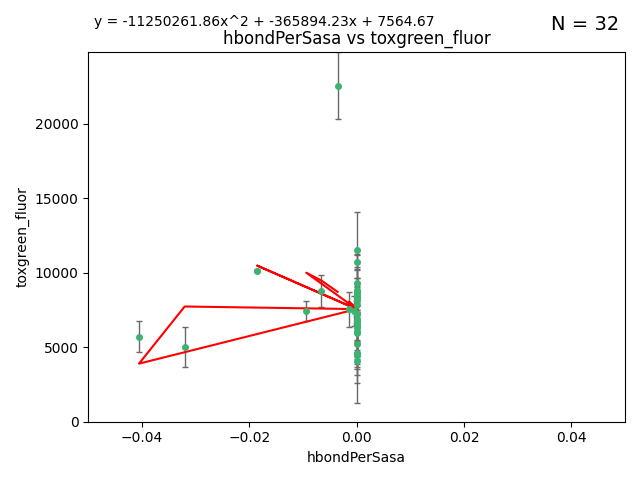 y = -11250261.86x^2 + -365894.23x + 7564.67
N = 32
hbondPerSasa vs toxgreen_fluor
toxgreen_fluor
20000
15000
10000
5000
0
−0.04
−0.02
0.00
0.02
0.04
hbondPerSasa